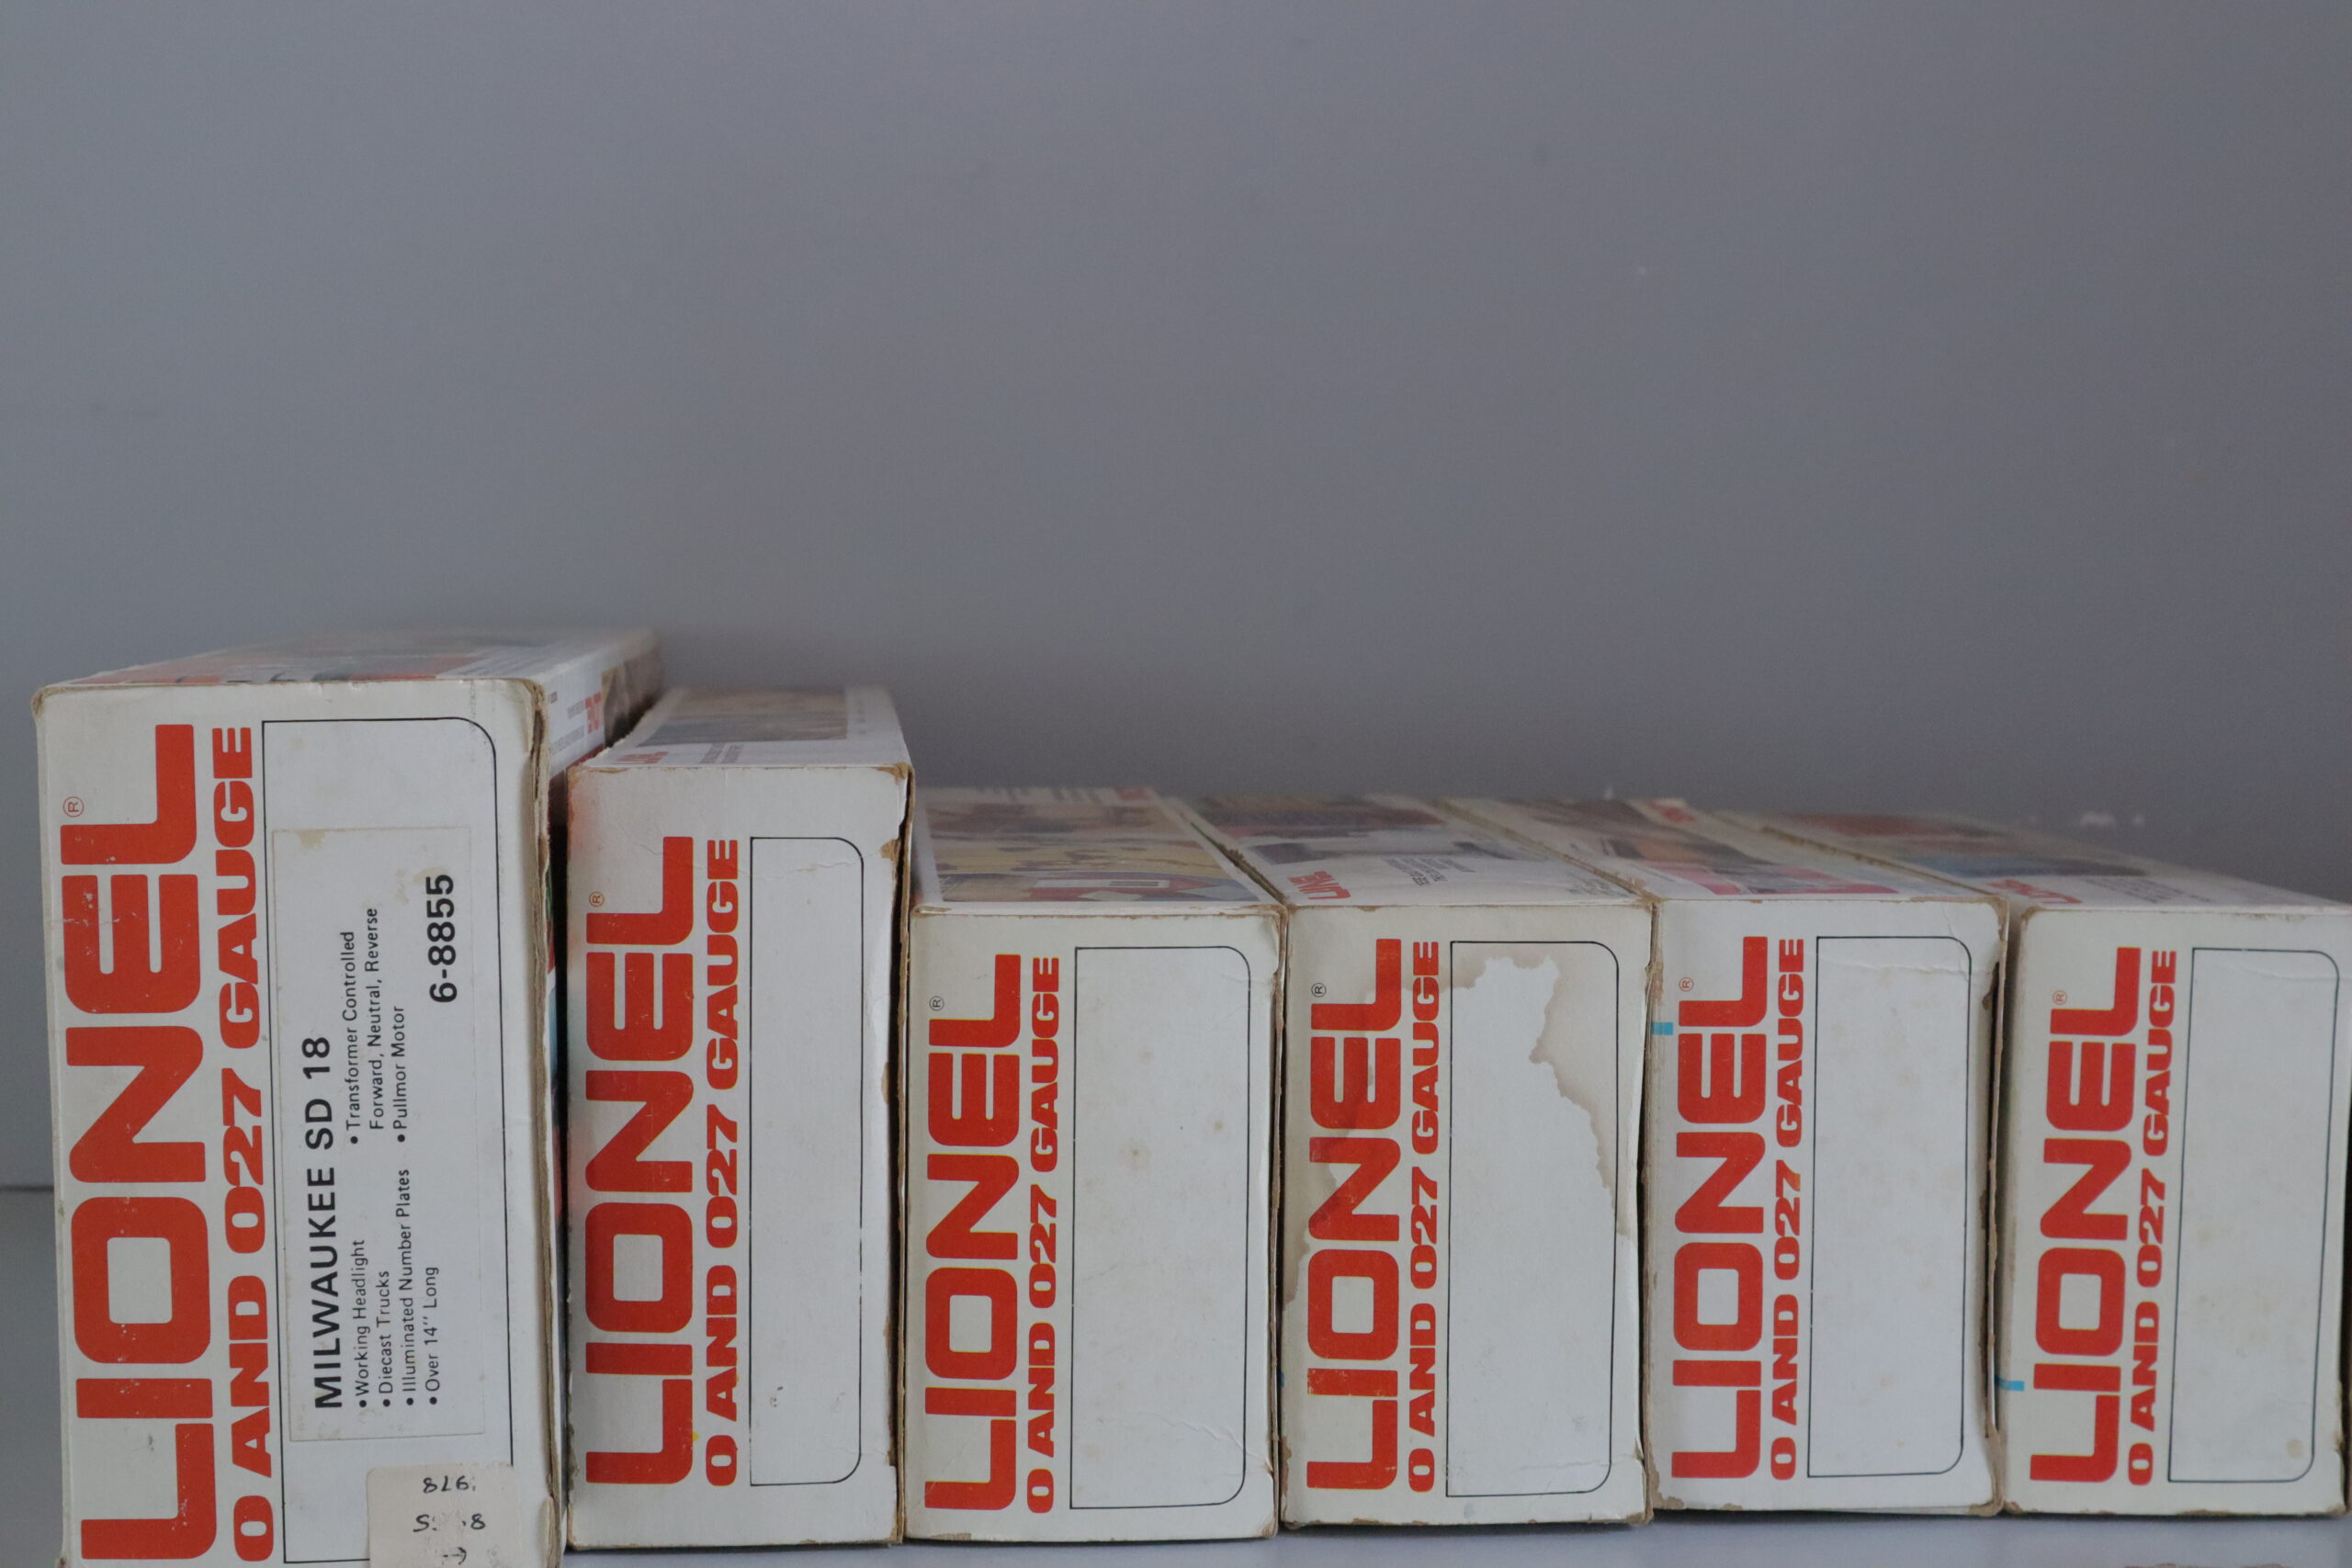 LIONEL®
O AND O27 GAUGE
MILWAUKEE SD 18
• Working Headlight
• Diecast Trucks
• Illuminated Number Plates
• Over 14" Long
• Transformer Controlled
Forward, Neutral, Reverse
• Pullmor Motor
6-8855
LIONEL®
O AND O27 GAUGE
LIONEL®
O AND O27 GAUGE
LIONEL®
O AND O27 GAUGE
LIONEL®
O AND O27 GAUGE
LIONEL®
O AND O27 GAUGE